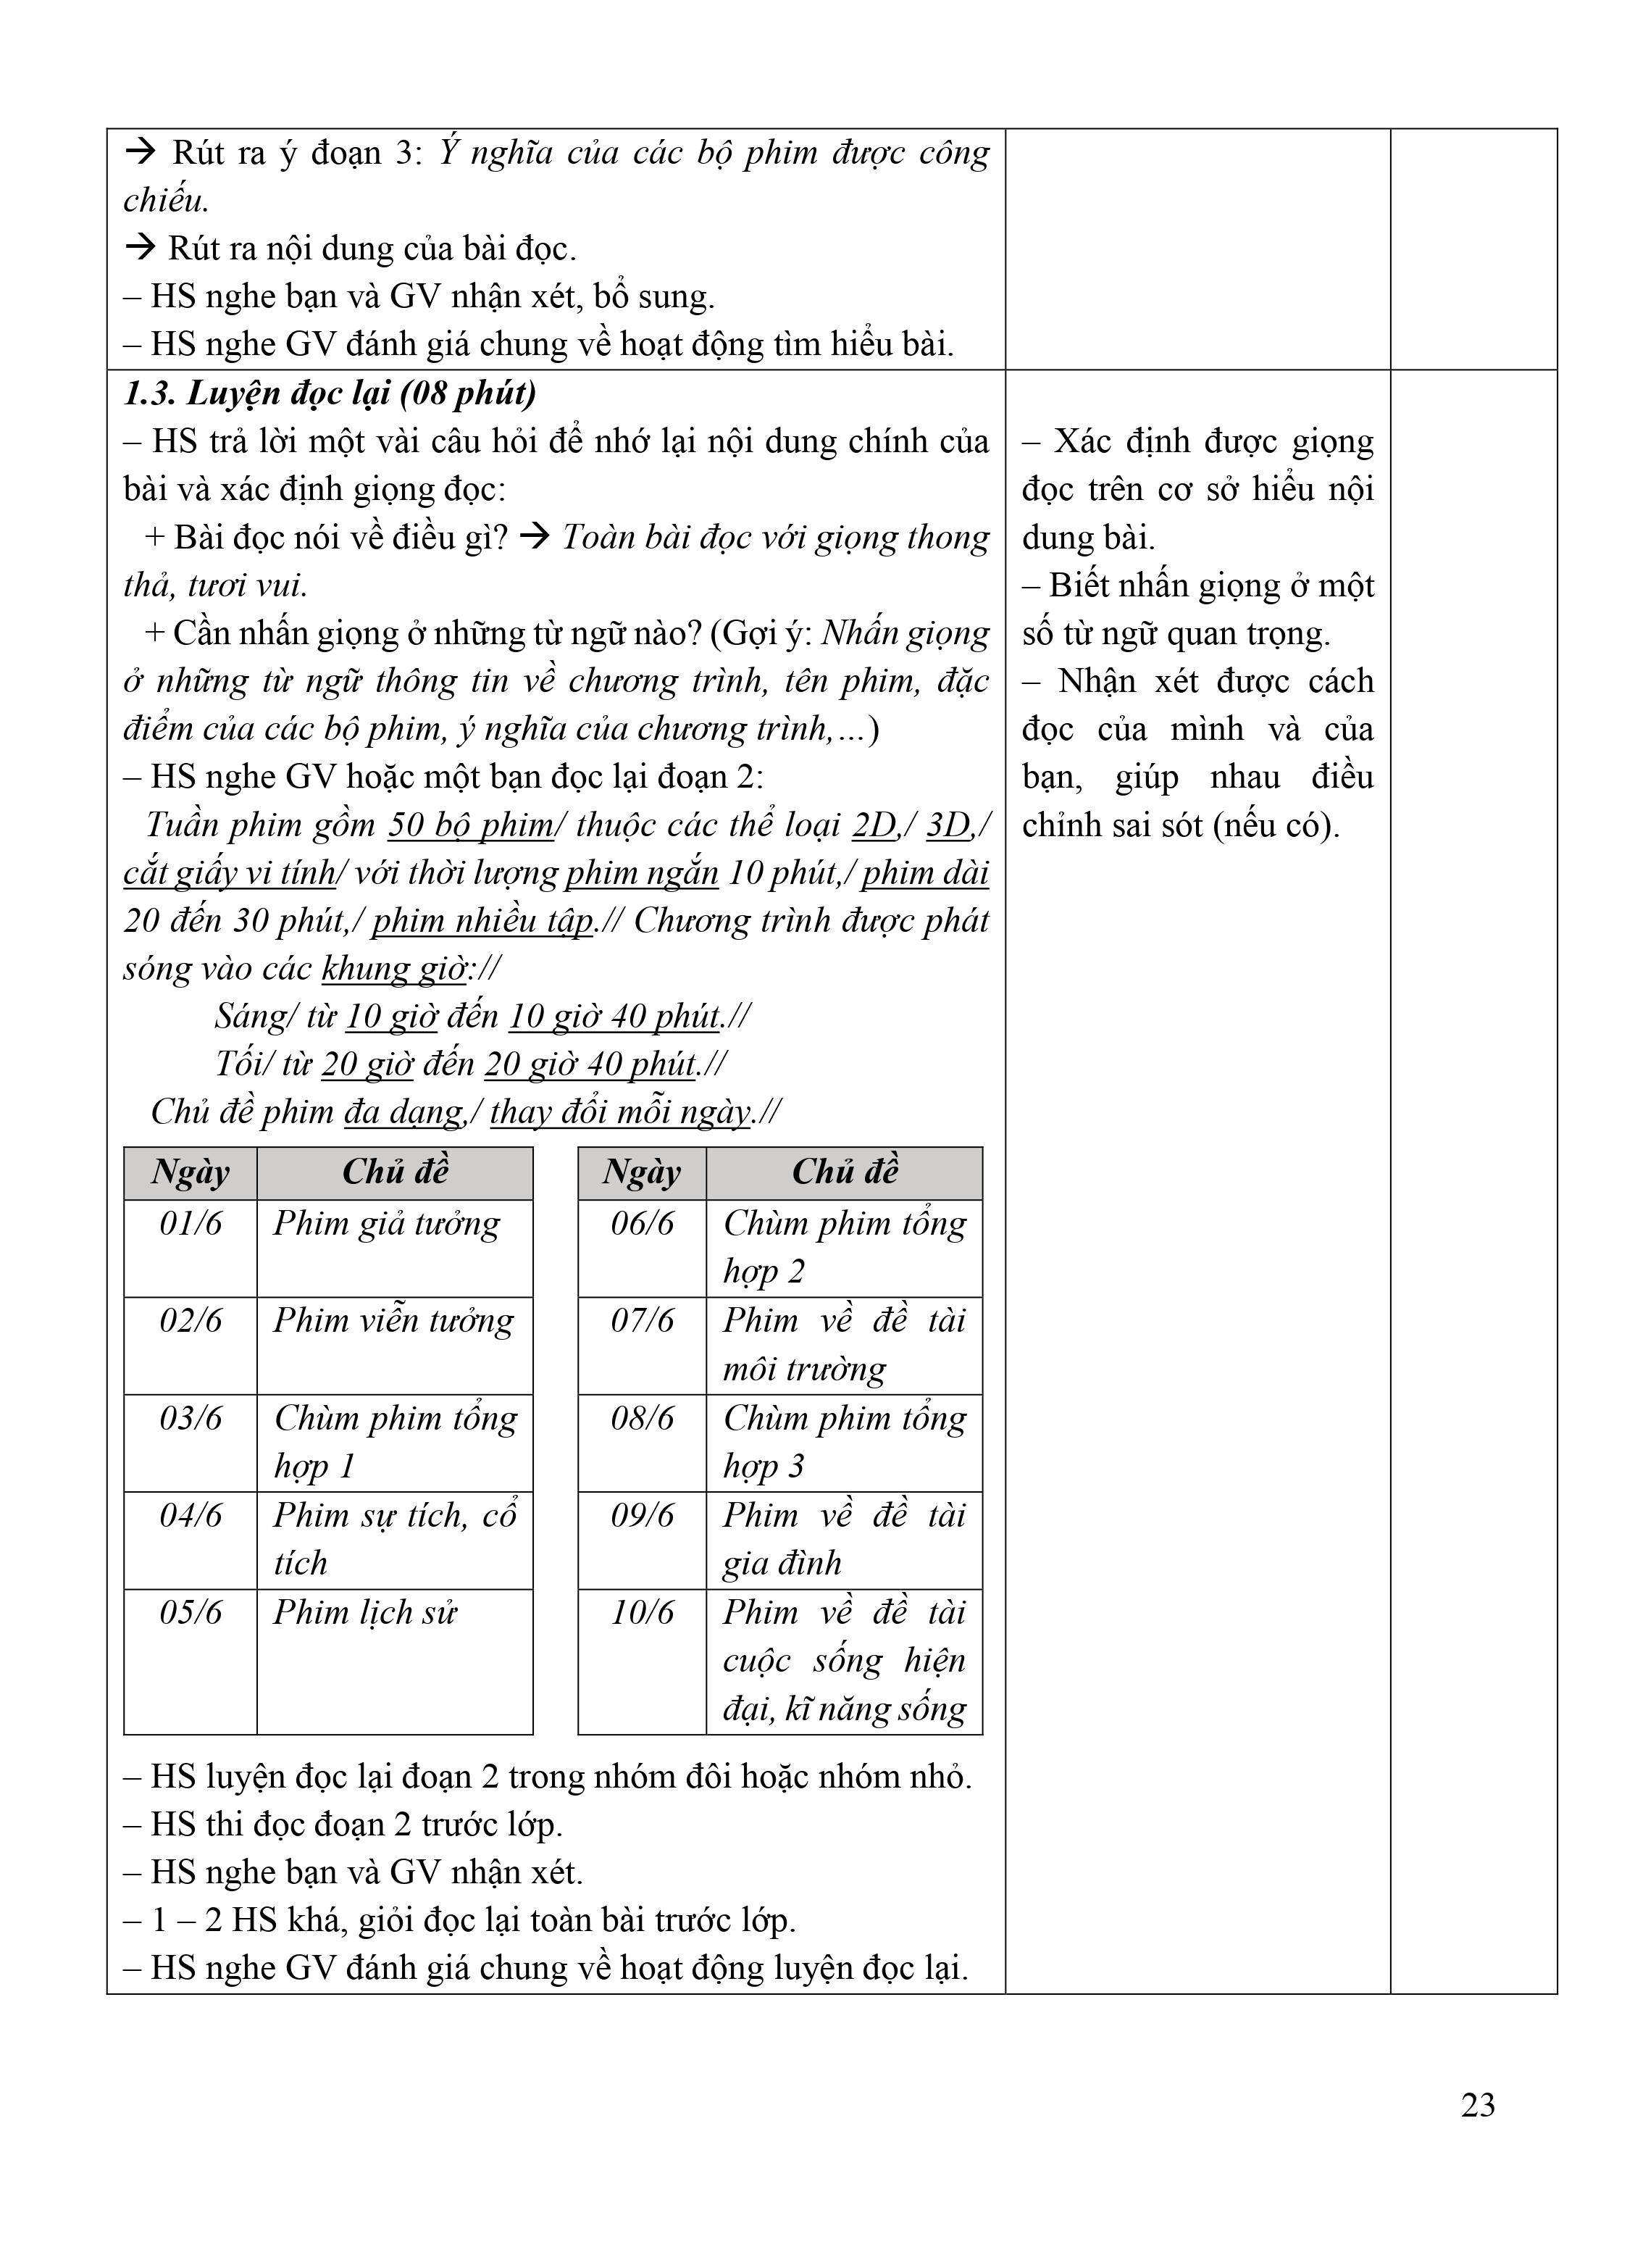 → Rút ra ý đoạn 3: Ý nghĩa của các bộ phim được công
chiếu.
→ Rút ra nội dung của bài đọc.
– HS nghe bạn và GV nhận xét, bổ sung.
– HS nghe GV đánh giá chung về hoạt động tìm hiểu bài.
1.3. Luyện đọc lại (08 phút)
– HS trả lời một vài câu hỏi để nhớ lại nội dung chính của
bài và xác định giọng đọc:
+ Bài đọc nói về điều gì? → Toàn bài đọc với giọng thong
thả, tươi vui.
+ Cần nhấn giọng ở những từ ngữ nào? (Gợi ý: Nhấn giọng
ở những từ ngữ thông tin về chương trình, tên phim, đặc
điểm của các bộ phim, ý nghĩa của chương trình,…)
– HS nghe GV hoặc một bạn đọc lại đoạn 2:
Tuần phim gồm 50 bộ phim/ thuộc các thể loại 2D,/ 3D,/
cắt giấy vi tính/ với thời lượng phim ngắn 10 phút,/ phim dài
20 đến 30 phút,/ phim nhiều tập.// Chương trình được phát
sóng vào các khung giờ://
Sáng/ từ 10 giờ đến 10 giờ 40 phút.//
Tối/ từ 20 giờ đến 20 giờ 40 phút.//
Chủ đề phim đa dạng,/ thay đổi mỗi ngày.//
Ngày Chủ đề
01/6 Phim giả tưởng
02/6 Phim viễn tưởng
03/6 Chùm phim tổng
hợp 1
04/6 Phim sự tích, cổ
tích
05/6 Phim lịch sử
Ngày Chủ đề
06/6 Chùm phim tổng
hợp 2
07/6 Phim về đề tài
môi trường
08/6 Chùm phim tổng
hợp 3
09/6 Phim về đề tài
gia đình
10/6 Phim về đề tài
cuộc sống hiện
đại, kĩ năng sống
– HS luyện đọc lại đoạn 2 trong nhóm đôi hoặc nhóm nhỏ.
– HS thi đọc đoạn 2 trước lớp.
– HS nghe bạn và GV nhận xét.
– 1 – 2 HS khá, giỏi đọc lại toàn bài trước lớp.
– HS nghe GV đánh giá chung về hoạt động luyện đọc lại.
– Xác định được giọng
đọc trên cơ sở hiểu nội
dung bài.
– Biết nhấn giọng ở một
số từ ngữ quan trọng.
– Nhận xét được cách
đọc của mình và của
bạn, giúp nhau điều
chỉnh sai sót (nếu có).
23